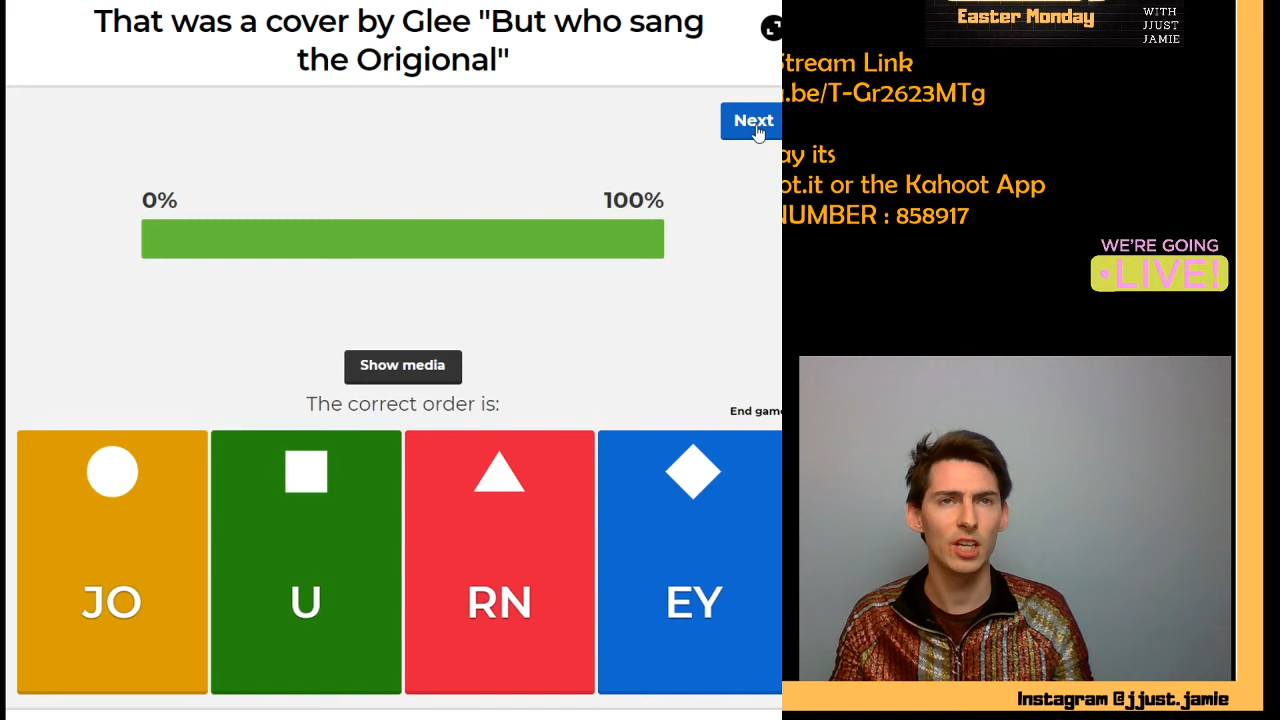 That was a cover by Glee "But who sang
the Origional"
Next
0%
100%
Show media
The correct order is:
End game
JO
U
RN
EY
Easter Monday
WITH
JJUST
JAMIE
Stream Link
.be/T-Gr2623MTg
ay its
ot.it or the Kahoot App
NUMBER : 858917
WE'RE GOING
LIVE!
Instagram @jjust.jamie